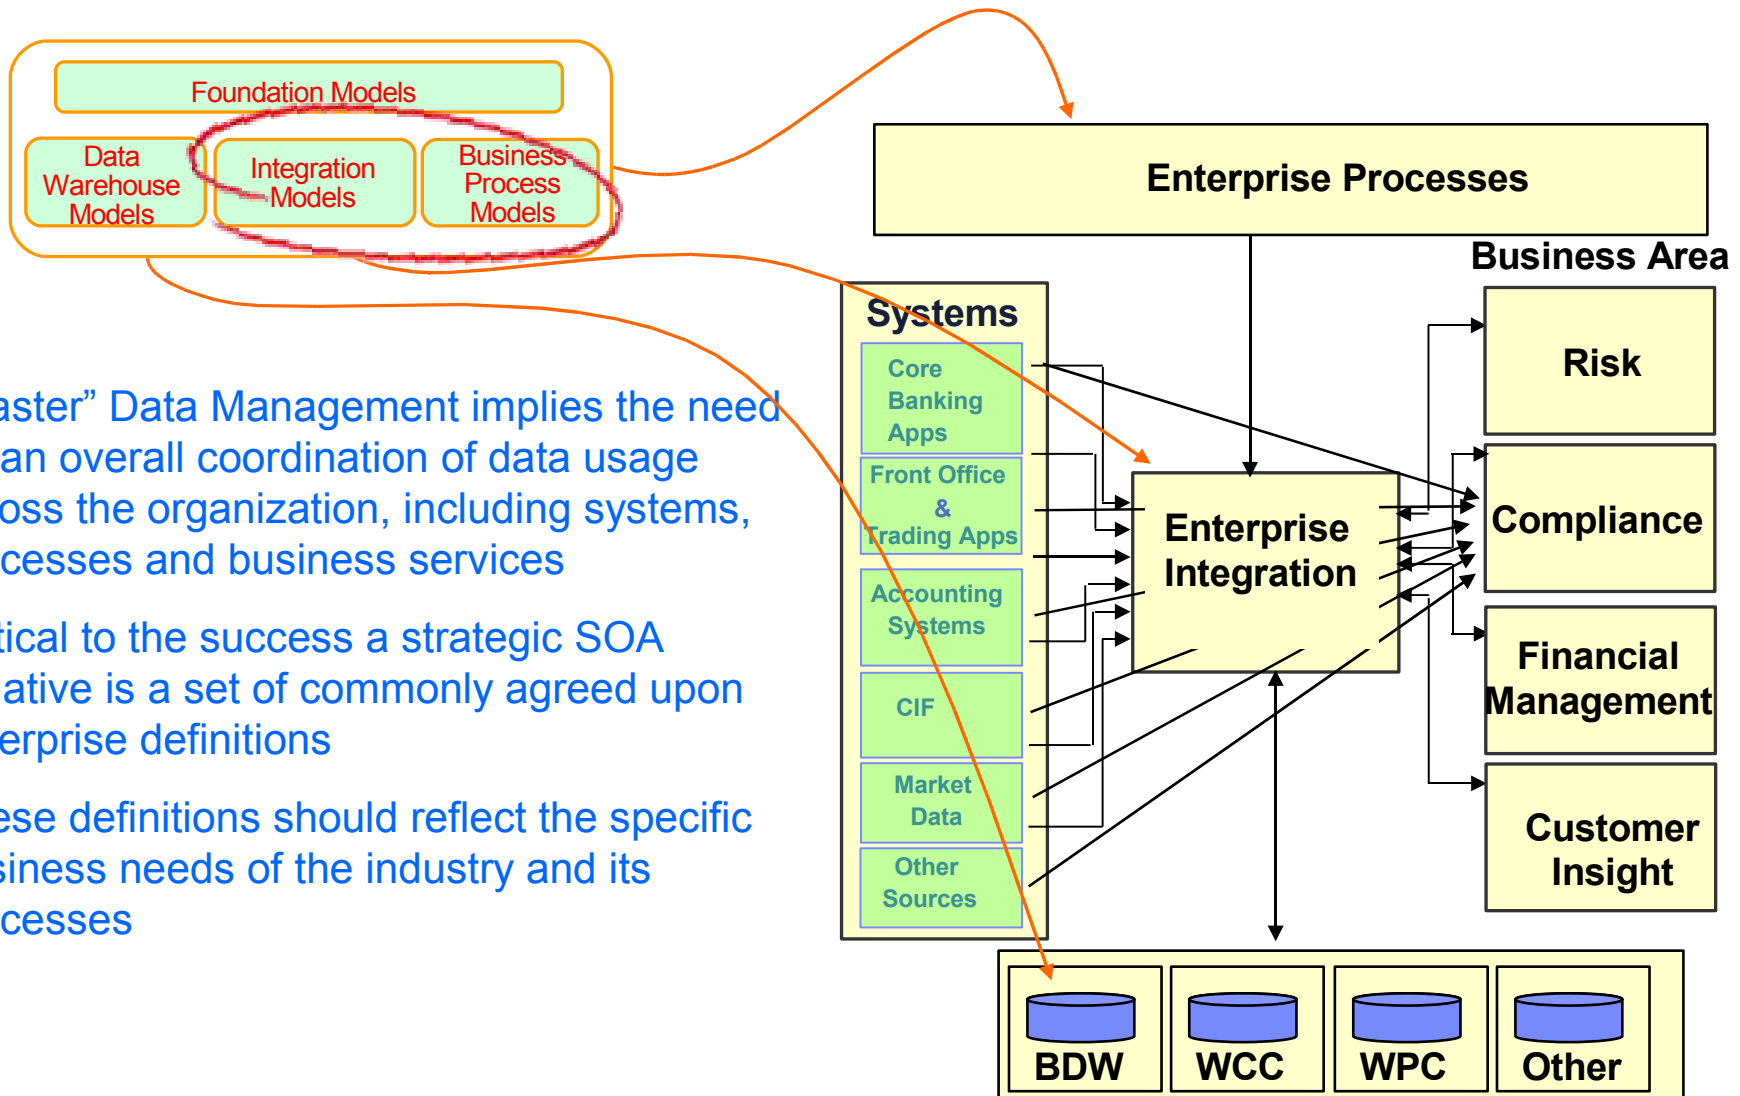 Foundation Models
Data
Warehouse
Models
Integration
Models
Business
Process
Models
Enterprise Processes
Business Area
Systems
Core
Banking
Apps
Front Office
&
Trading Apps
Accounting
Systems
CIF
Market
Data
Other
Sources
Enterprise
Integration
Risk
Compliance
Financial
Management
Customer
Insight
BDW
WCC
WPC
Other
aster” Data Management implies the need
an overall coordination of data usage
oss the organization, including systems,
cesses and business services
tical to the success a strategic SOA
iative is a set of commonly agreed upon
erprise definitions
ese definitions should reflect the specific
siness needs of the industry and its
cesses